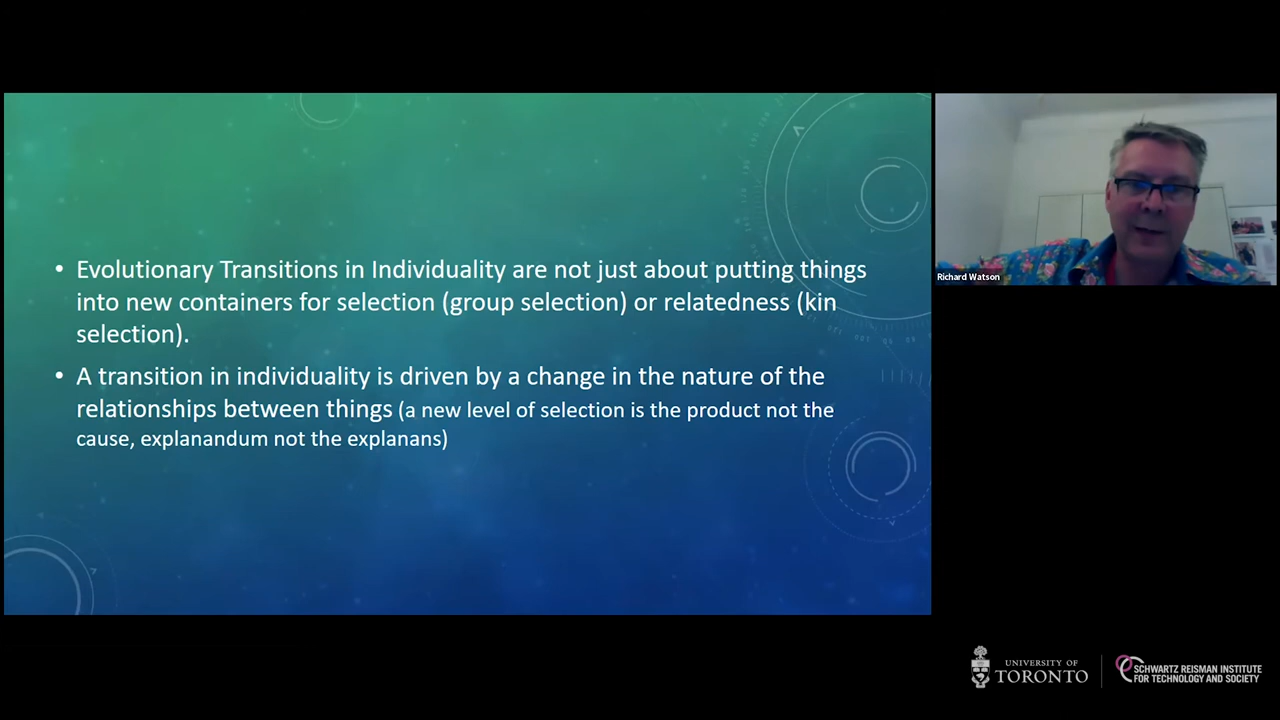 • Evolutionary Transitions in Individuality are not just about putting things
into new containers for selection (group selection) or relatedness (kin
selection).
• A transition in individuality is driven by a change in the nature of the
relationships between things (a new level of selection is the product not the
cause, explanandum not the explanans)
Richard Watson
UNIVERSITY OF
TORONTO
SCHWARTZ REISMAN INSTITUTE
FOR TECHNOLOGY AND SOCIETY